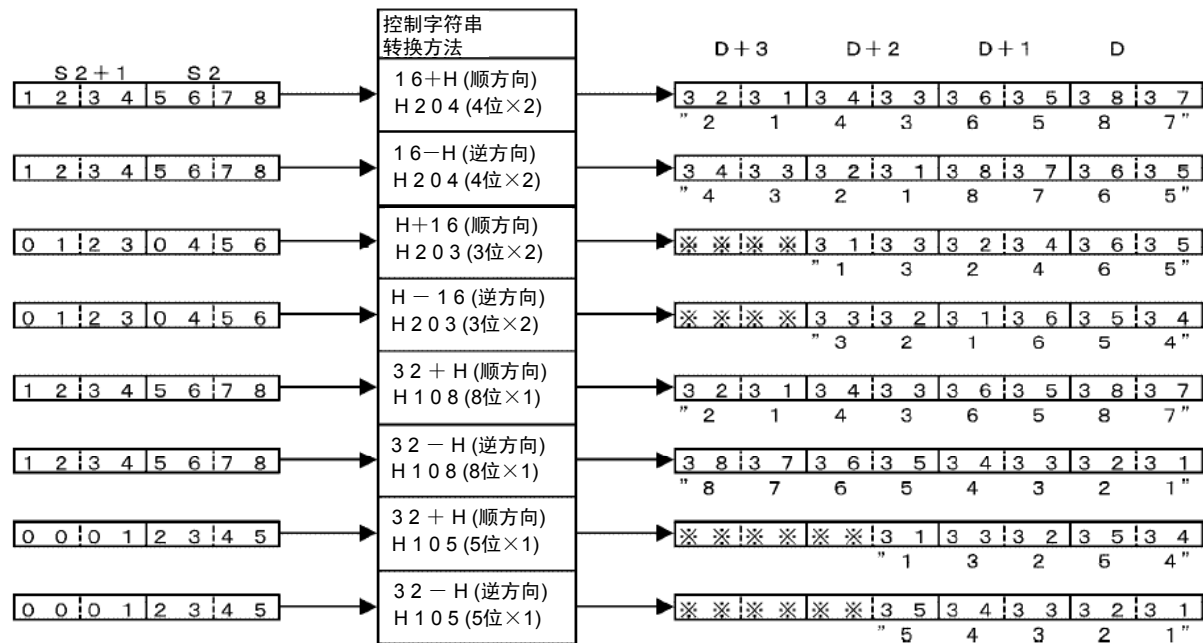 控制字符串
转换方法
D+3 D+2 D+1 D
S2+1 S2
1 2 3 4 5 6 7 8
16+H (顺方向)
H204 (4位×2)
3 2 3 1 3 4 3 3 3 6 3 5 3 8 3 7
" 2 1 4 3 6 5 8 7 "
1 2 3 4 5 6 7 8
16－H (逆方向)
H204 (4位×2)
3 4 3 3 3 2 3 1 3 8 3 7 3 6 3 5
" 4 3 2 1 8 7 6 5 "
0 1 2 3 0 4 5 6
H+16 (顺方向)
H203 (3位×2)
※ ※ ※ ※ 3 1 3 3 3 2 3 4 3 6 3 5
" 1 3 2 4 6 5 "
0 1 2 3 0 4 5 6
H－16 (逆方向)
H203 (3位×2)
※ ※ ※ ※ 3 3 3 2 3 1 3 6 3 5 3 4
" 3 2 1 6 5 4 "
1 2 3 4 5 6 7 8
32+H (顺方向)
H108 (8位×1)
3 2 3 1 3 4 3 3 3 6 3 5 3 8 3 7
" 2 1 4 3 6 5 8 7 "
1 2 3 4 5 6 7 8
32－H (逆方向)
H108 (8位×1)
3 8 3 7 3 6 3 5 3 4 3 3 3 2 3 1
" 8 7 6 5 4 3 2 1 "
0 0 0 1 2 3 4 5
32+H (顺方向)
H105 (5位×1)
※ ※ ※ ※ ※ ※ 3 1 3 3 3 2 3 5 3 4
" 1 3 2 5 4 "
0 0 0 1 2 3 4 5
32－H (逆方向)
H105 (5位×1)
※ ※ ※ ※ ※ ※ 3 5 3 4 3 3 3 2 3 1
" 5 4 3 2 1 "